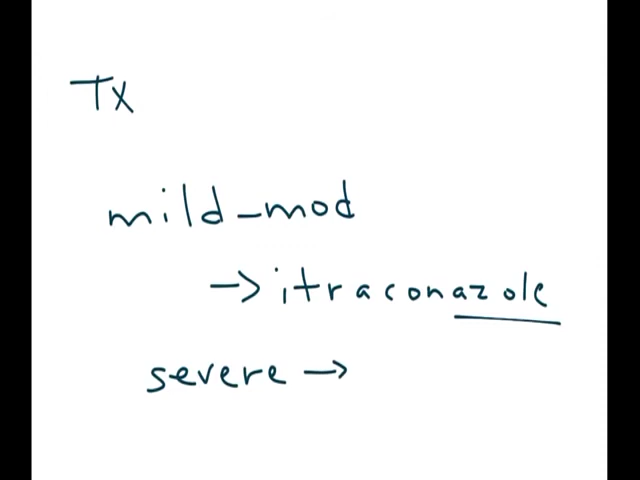 Tx
mild-mod
→ itraconazole
severe →